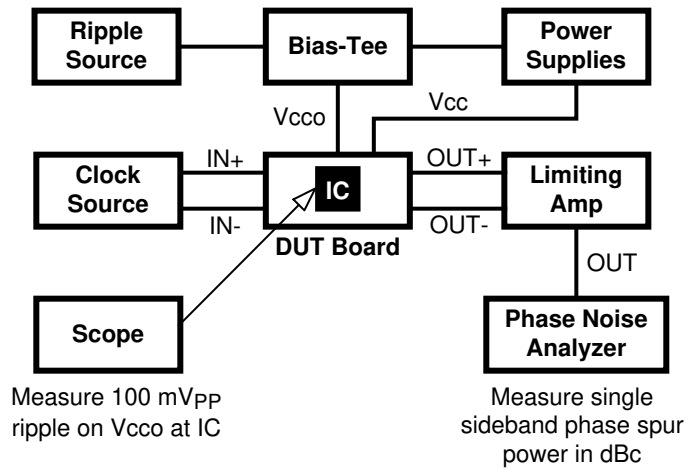 Ripple
Source
Bias-Tee
Power
Supplies
Vcco
Vcc
Clock
Source
IN+
IN-
IC
DUT Board
OUT+
OUT-
Limiting
Amp
OUT
Scope
Phase Noise
Analyzer
Measure 100 mVPP
ripple on Vcco at IC
Measure single
sideband phase spur
power in dBc